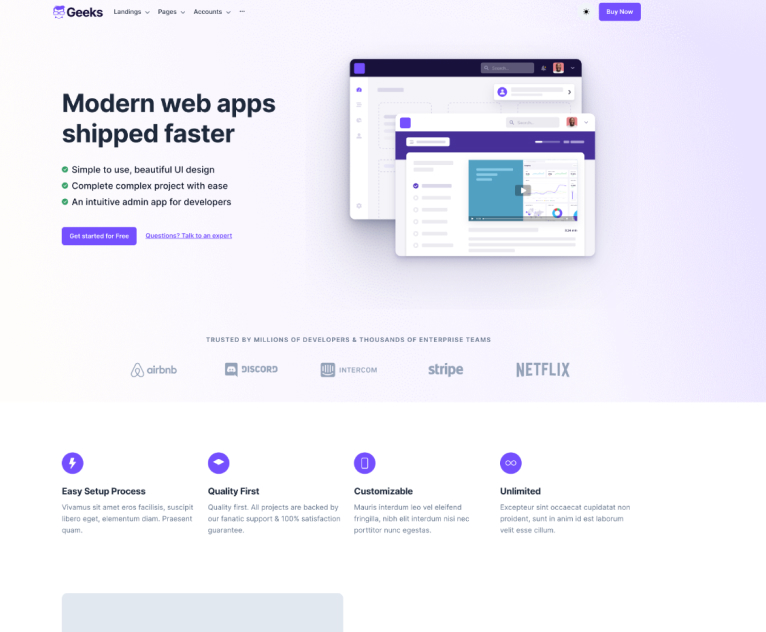 Geeks
Landings
Pages
Accounts
Buy Now
Modern web apps
shipped faster
Simple to use, beautiful UI design
Complete complex project with ease
An intuitive admin app for developers
Get started for Free
Questions? Talk to an expert
Search...
Search...
TRUSTED BY MILLIONS OF DEVELOPERS & THOUSANDS OF ENTERPRISE TEAMS
airbnb
DISCORD
INTERCOM
stripe
NETFLIX
Easy Setup Process
Vivamus sit amet eros facilisis, suscipit
libero eget, elementum diam. Praesent
quam.
Quality First
Quality first. All projects are backed by
our fanatic support & 100% satisfaction
guarantee.
Customizable
Mauris interdum leo vel eleifend
fringilla, nibh elit interdum nisi nec
porttitor nunc egestas.
Unlimited
Excepteur sint occaecat cupidatat non
proident, sunt in anim id est laborum
velit esse cillum.